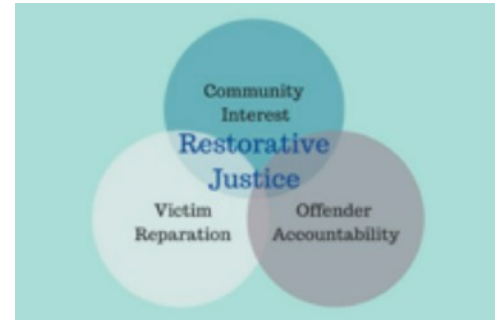 Community
Interest
Restorative
Justice
Victim
Reparation
Offender
Accountability